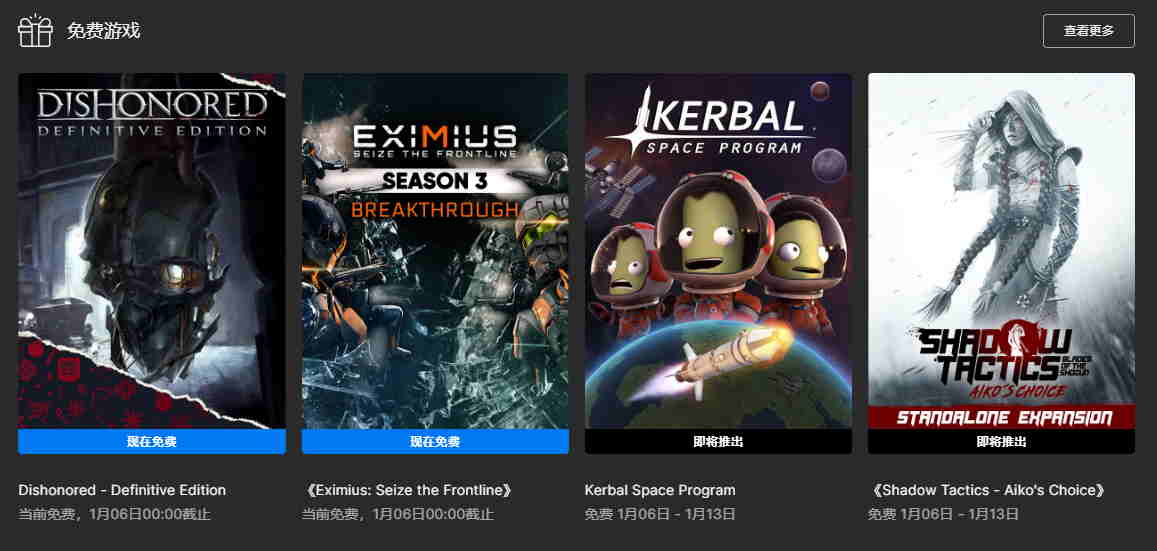 免费游戏
查看更多
DISHONORED
DEFINITIVE EDITION
现在免费
Dishonored - Definitive Edition
当前免费，1月06日00:00截止
EXIMIUS
SEIZE THE FRONTLINE
SEASON 3
BREAKTHROUGH
现在免费
《Eximius: Seize the Frontline》
当前免费，1月06日00:00截止
KERBAL
SPACE PROGRAM
即将推出
Kerbal Space Program
免费 1月06日 - 1月13日
SHADOW
TACTICS
BLADES
OF THE
SHOGUN
AIKO'S CHOICE
STANDALONE EXPANSION
即将推出
《Shadow Tactics - Aiko's Choice》
免费 1月06日 - 1月13日